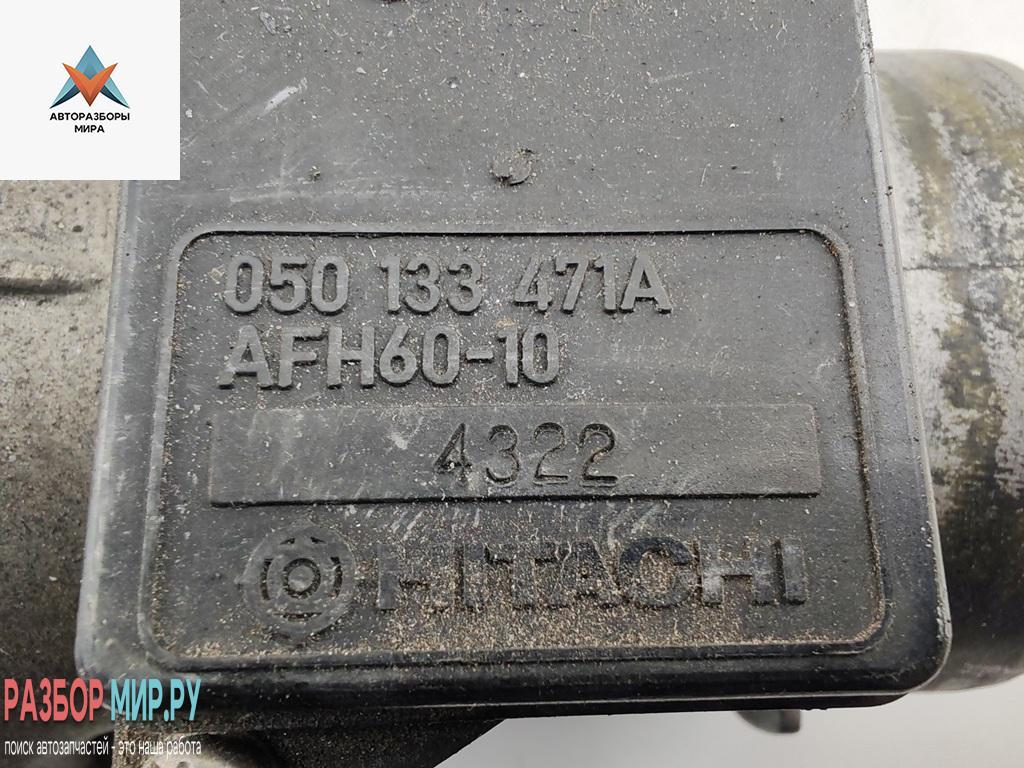 АВТОРАЗБОРЫ
МИРА
050 133 471A
AFH60-10
4322
HITACHI
РАЗБОР МИР.РУ
поиск автозапчастей - это наша работа